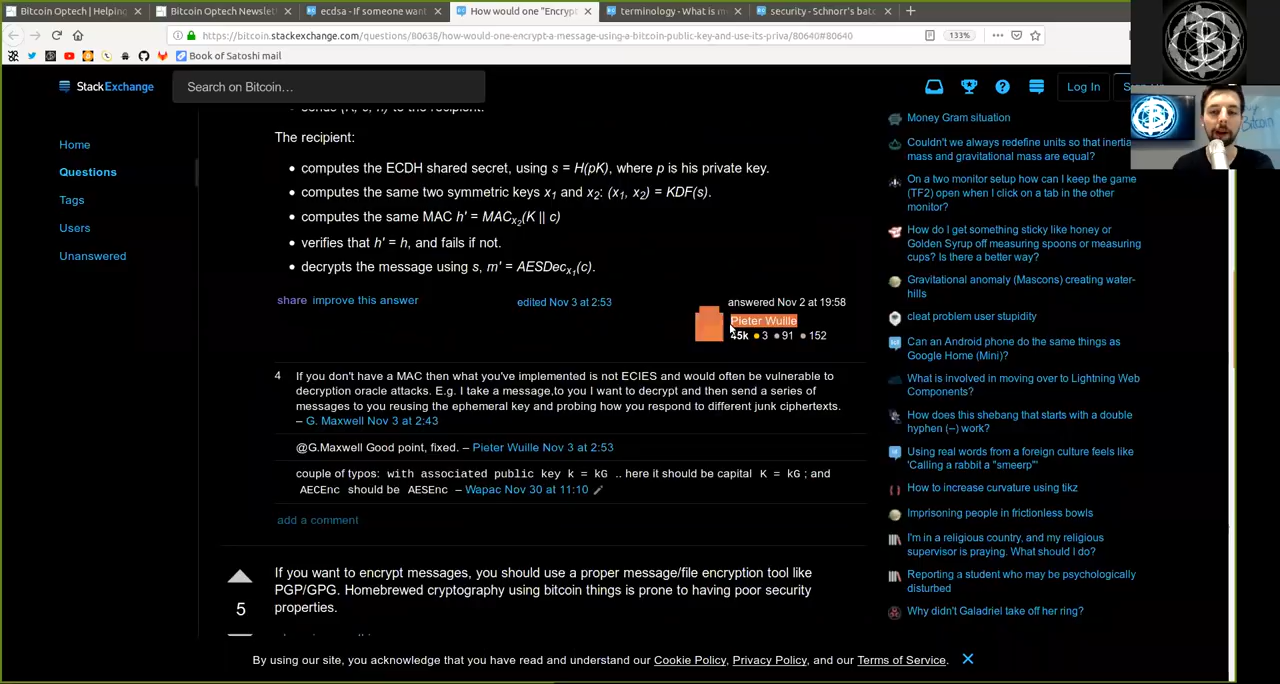 Bitcoin Optech | Helping
Bitcoin Optech Newslett
ecdsa - If someone want
How would one "Encrypt
terminology - What is m
security - Schnorr's bato
https://bitcoin.stackexchange.com/questions/80638/how-would-one-encrypt-a-message-using-a-bitcoin-public-key-and-use-its-priva/80640#80640
133%
Book of Satoshi mail
StackExchange
Search on Bitcoin…
Log In
Home
Questions
Tags
Users
Unanswered
The recipient:
• computes the ECDH shared secret, using s = H(pK), where p is his private key.
• computes the same two symmetric keys x1 and x2: (x1, x2) = KDF(s).
• computes the same MAC h' = MACx2(K || c)
• verifies that h' = h, and fails if not.
• decrypts the message using s, m' = AESDecx1(c).
share improve this answer
edited Nov 3 at 2:53
answered Nov 2 at 19:58
Pieter Wuille
45k 3 91 152
4
If you don't have a MAC then what you've implemented is not ECIES and would often be vulnerable to
decryption oracle attacks. E.g. I take a message,to you I want to decrypt and then send a series of
messages to you reusing the ephemeral key and probing how you respond to different junk ciphertexts.
– G. Maxwell Nov 3 at 2:43
@G.Maxwell Good point, fixed. – Pieter Wuille Nov 3 at 2:53
couple of typos: with associated public key k = kG .. here it should be capital K = kG ; and
AECEnc should be AESEnc – Wapac Nov 30 at 11:10
add a comment
5
If you want to encrypt messages, you should use a proper message/file encryption tool like
PGP/GPG. Homebrewed cryptography using bitcoin things is prone to having poor security
properties.
Money Gram situation
Couldn't we always redefine units so that inertia
mass and gravitational mass are equal?
On a two monitor setup how can I keep the game
(TF2) open when I click on a tab in the other
monitor?
How do I get something sticky like honey or
Golden Syrup off measuring spoons or measuring
cups? Is there a better way?
Gravitational anomaly (Mascons) creating water-
hills
cleat problem user stupidity
Can an Android phone do the same things as
Google Home (Mini)?
What is involved in moving over to Lightning Web
Components?
How does this shebang that starts with a double
hyphen (--) work?
Using real words from a foreign culture feels like
'Calling a rabbit a "smeerp"'
How to increase curvature using tikz
Imprisoning people in frictionless bowls
I'm in a religious country, and my religious
supervisor is praying. What should I do?
Reporting a student who may be psychologically
disturbed
Why didn't Galadriel take off her ring?
By using our site, you acknowledge that you have read and understand our Cookie Policy, Privacy Policy, and our Terms of Service.
Bitcoin